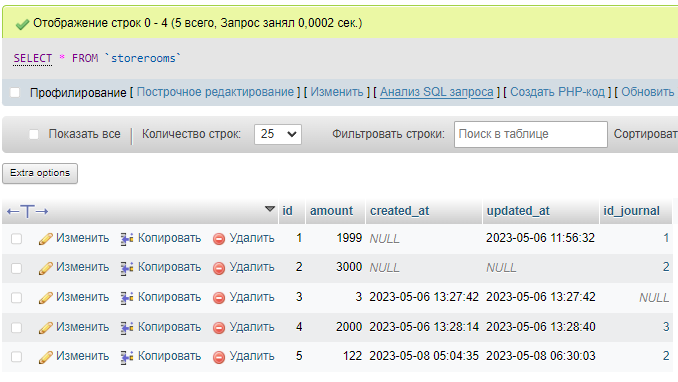 Отображение строк 0 - 4 (5 всего, Запрос занял 0,0002 сек.)
SELECT * FROM `storerooms`
Профилирование [ Построчное редактирование ] [ Изменить ] [ Анализ SQL запроса ] [ Создать PHP-код ] [ Обновить
Показать все | Количество строк: 25 Фильтровать строки: Поиск в таблице Сортироват
Extra options
←T→ id amount created_at updated_at id_journal
Изменить Копировать Удалить 1 1999 NULL 2023-05-06 11:56:32 1
Изменить Копировать Удалить 2 3000 NULL NULL 2
Изменить Копировать Удалить 3 3 2023-05-06 13:27:42 2023-05-06 13:27:42 NULL
Изменить Копировать Удалить 4 2000 2023-05-06 13:28:14 2023-05-06 13:28:40 3
Изменить Копировать Удалить 5 122 2023-05-08 05:04:35 2023-05-08 06:30:03 2